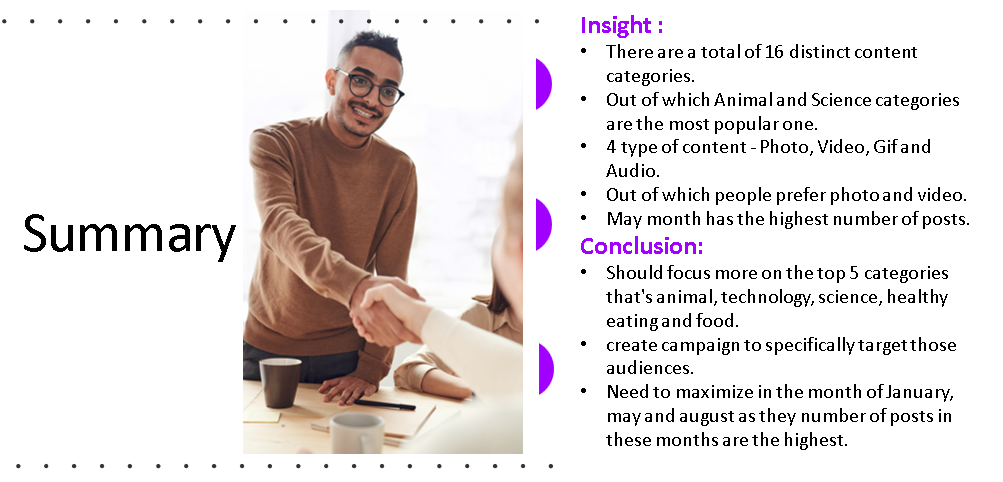 Summary
Insight :
• There are a total of 16 distinct content
categories.
• Out of which Animal and Science categories
are the most popular one.
• 4 type of content - Photo, Video, Gif and
Audio.
• Out of which people prefer photo and video.
• May month has the highest number of posts.
Conclusion:
• Should focus more on the top 5 categories
that's animal, technology, science, healthy
eating and food.
• create campaign to specifically target those
audiences.
• Need to maximize in the month of January,
may and august as they number of posts in
these months are the highest.